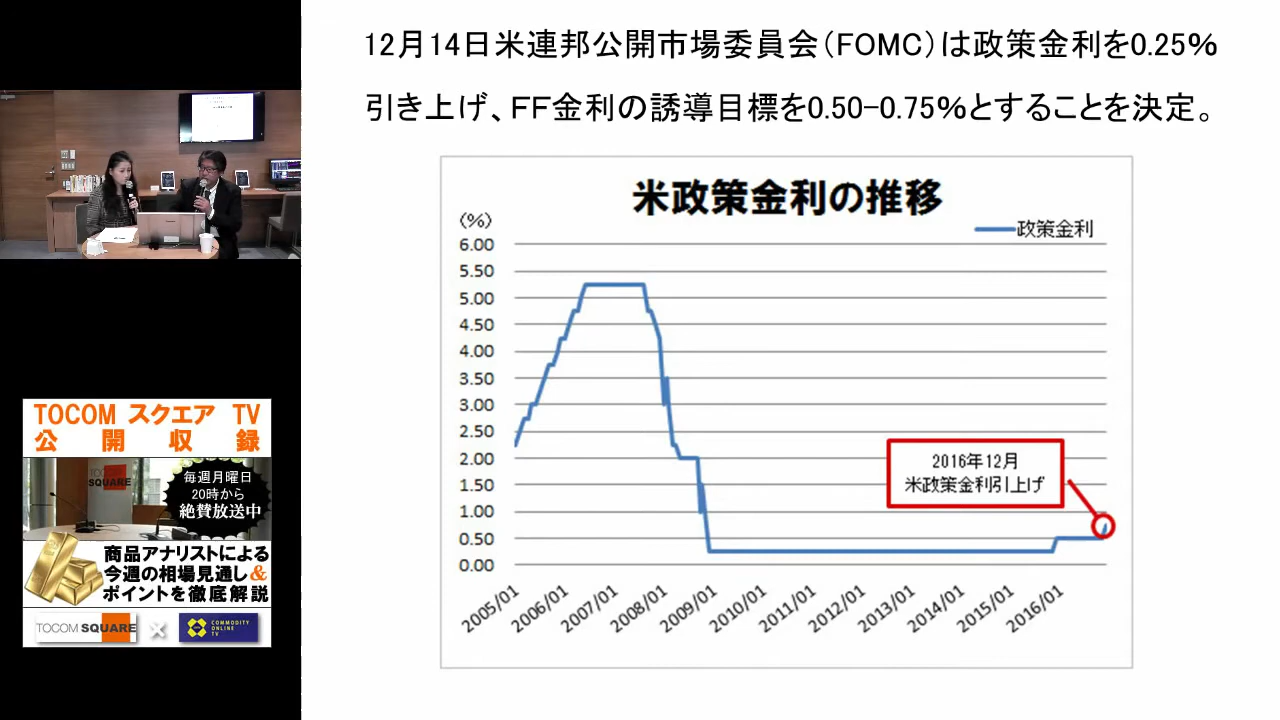 12月14日米連邦公開市場委員会（FOMC）は政策金利を0.25％
引き上げ、FF金利の誘導目標を0.50-0.75％とすることを決定。
米政策金利の推移
（％）
政策金利
6.00
5.50
5.00
4.50
4.00
3.50
3.00
2.50
2.00
1.50
1.00
0.50
0.00
2016年12月
米政策金利引上げ
2005/01
2006/01
2007/01
2008/01
2009/01
2010/01
2011/01
2012/01
2013/01
2014/01
2015/01
2016/01
TOCOM スクエア TV
公開収録
TOCOM
SQUARE
毎週月曜日
20時から
絶賛放送中
商品アナリストによる
今週の相場見通し&
ポイントを徹底解説
TOCOM SQUARE
×
COMMODITY
ONLINE
TV